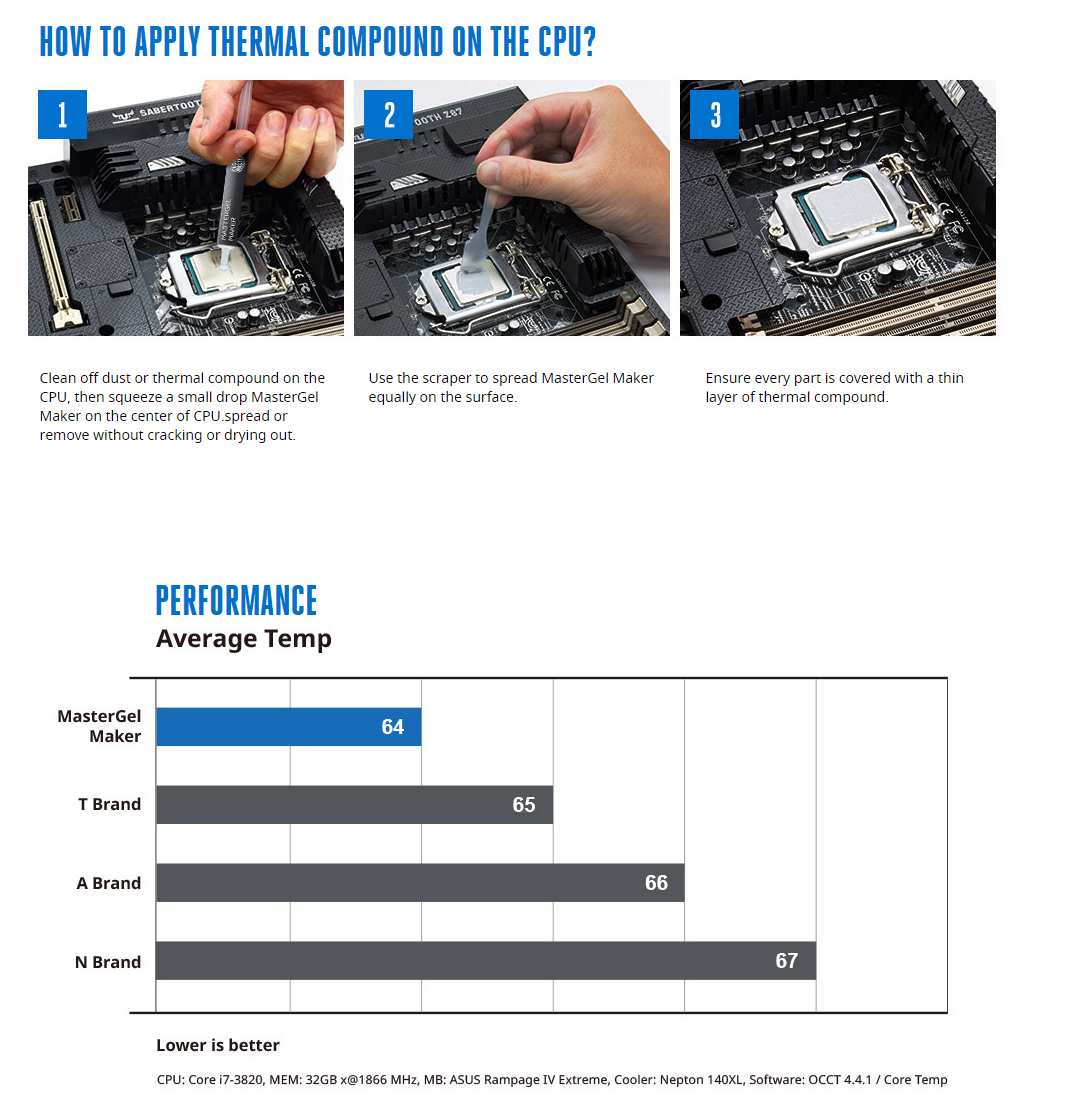 HOW TO APPLY THERMAL COMPOUND ON THE CPU?
1
SABERTOOT
MASTERGEL
MAKER
2
OOTH Z87
3
Clean off dust or thermal compound on the
CPU, then squeeze a small drop MasterGel
Maker on the center of CPU.spread or
remove without cracking or drying out.
Use the scraper to spread MasterGel Maker
equally on the surface.
Ensure every part is covered with a thin
layer of thermal compound.
PERFORMANCE
Average Temp
MasterGel
Maker
64
T Brand
65
A Brand
66
N Brand
67
Lower is better
CPU: Core i7-3820, MEM: 32GB x@1866 MHz, MB: ASUS Rampage IV Extreme, Cooler: Nepton 140XL, Software: OCCT 4.4.1 / Core Temp